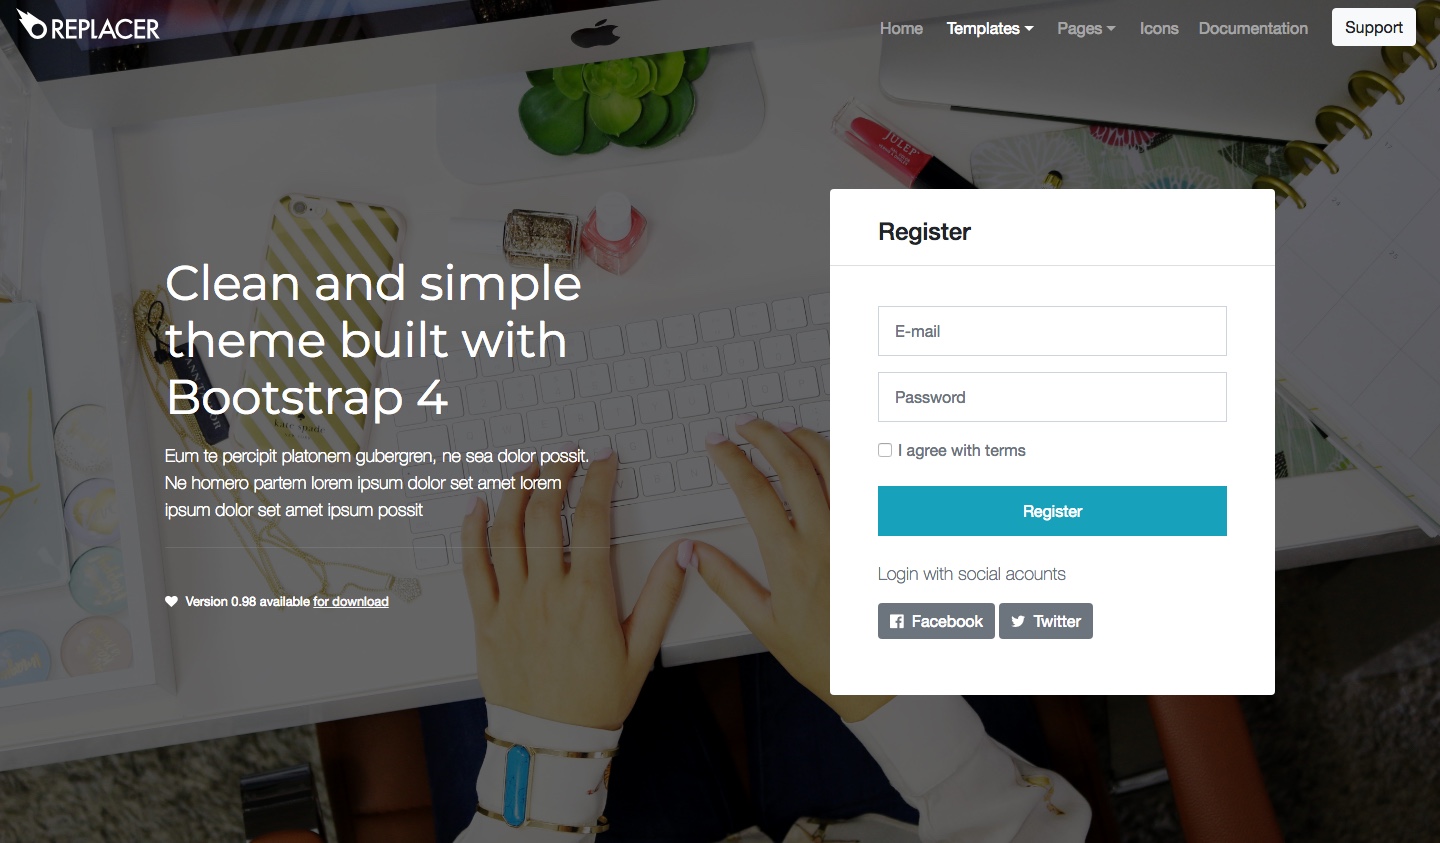 REPLACER
Home Templates Pages Icons Documentation Support
JULEP
Clean and simple
theme built with
Bootstrap 4
kate spade
Eum te percipit platonem gubergren, ne sea dolor possit.
Ne homero partem lorem ipsum dolor set amet lorem
ipsum dolor set amet ipsum possit
Version 0.98 available for download
Register
E-mail
Password
I agree with terms
Register
Login with social acounts
Facebook Twitter